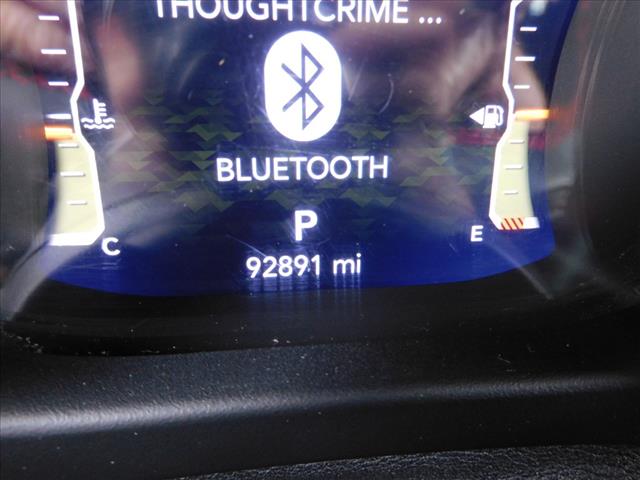 THOUGHTCRIME ...
BLUETOOTH
P
C
E
92891 mi